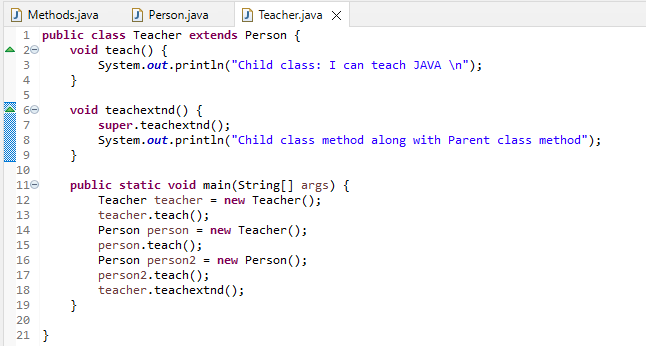 Methods.java Person.java Teacher.java
1 public class Teacher extends Person {
2 void teach() {
3 System.out.println("Child class: I can teach JAVA \n");
4 }
5
6 void teachextnd() {
7 super.teachextnd();
8 System.out.println("Child class method along with Parent class method");
9 }
10
11 public static void main(String[] args) {
12 Teacher teacher = new Teacher();
13 teacher.teach();
14 Person person = new Teacher();
15 person.teach();
16 Person person2 = new Person();
17 person2.teach();
18 teacher.teachextnd();
19 }
20
21 }